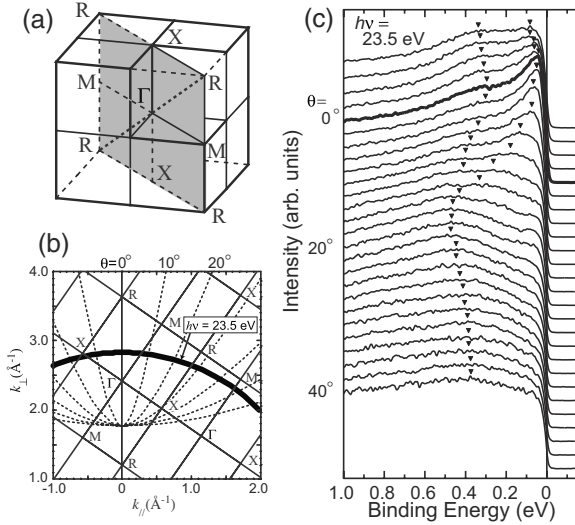 (a)
R
X
M
R
Γ
R
M
X
R
(b)
θ=0° 10° 20°
4.0
3.0
2.0
1.0
k⊥(Å⁻¹)
R
X
M
hν = 23.5 eV
X
R
Γ
M
X
M
Γ
R
X
-1.0 0 1.0 2.0
k//(Å⁻¹)
(c)
hν =
23.5 eV
θ=
0°
20°
40°
Intensity (arb. units)
1.0 0.8 0.6 0.4 0.2 0
Binding Energy (eV)